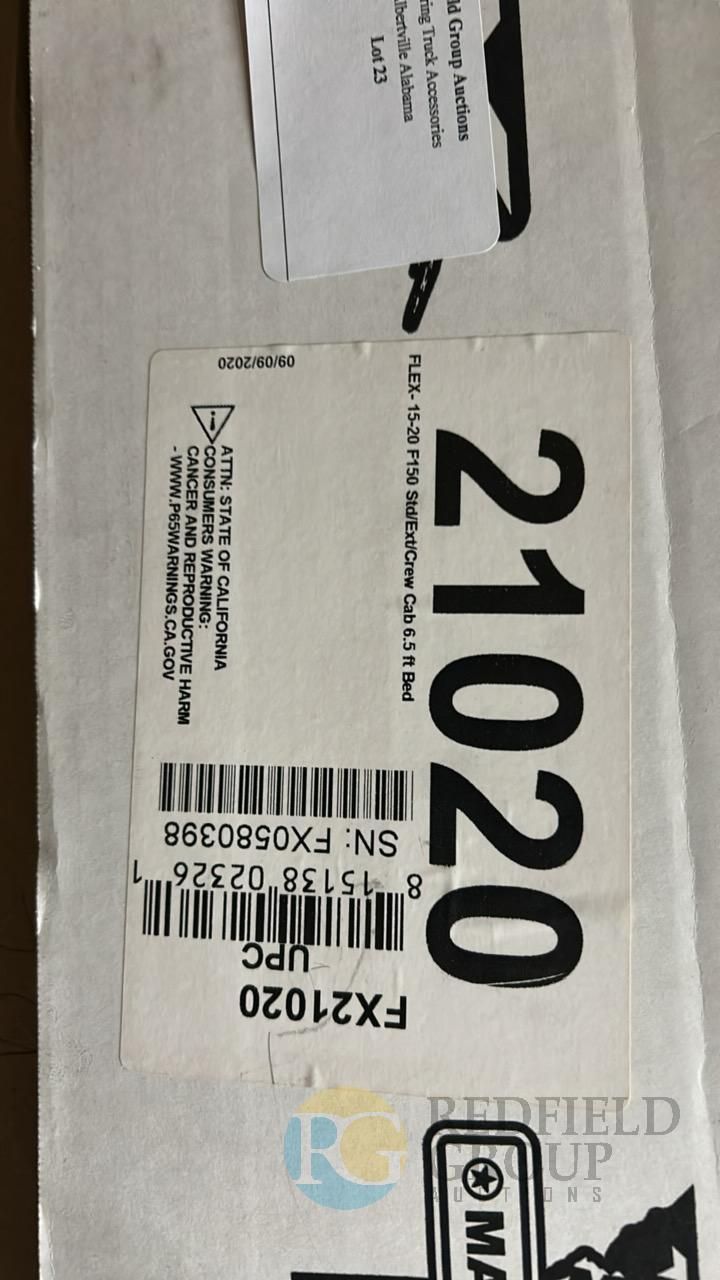 ld Group Auctions
ring Truck Accessories
lbertville Alabama
Lot 23
21020
FLEX- 15-20 F150 Std/Ext/Crew Cab 6.5 ft Bed
09/09/2020
ATTN: STATE OF CALIFORNIA
CONSUMERS WARNING:
CANCER AND REPRODUCTIVE HARM
- WWW.P65WARNINGS.CA.GOV
FX21020
UPC
8 15138 02326 1
SN: FX0580398
MA
RG
REDFIELD
GROUP
AUCTIONS